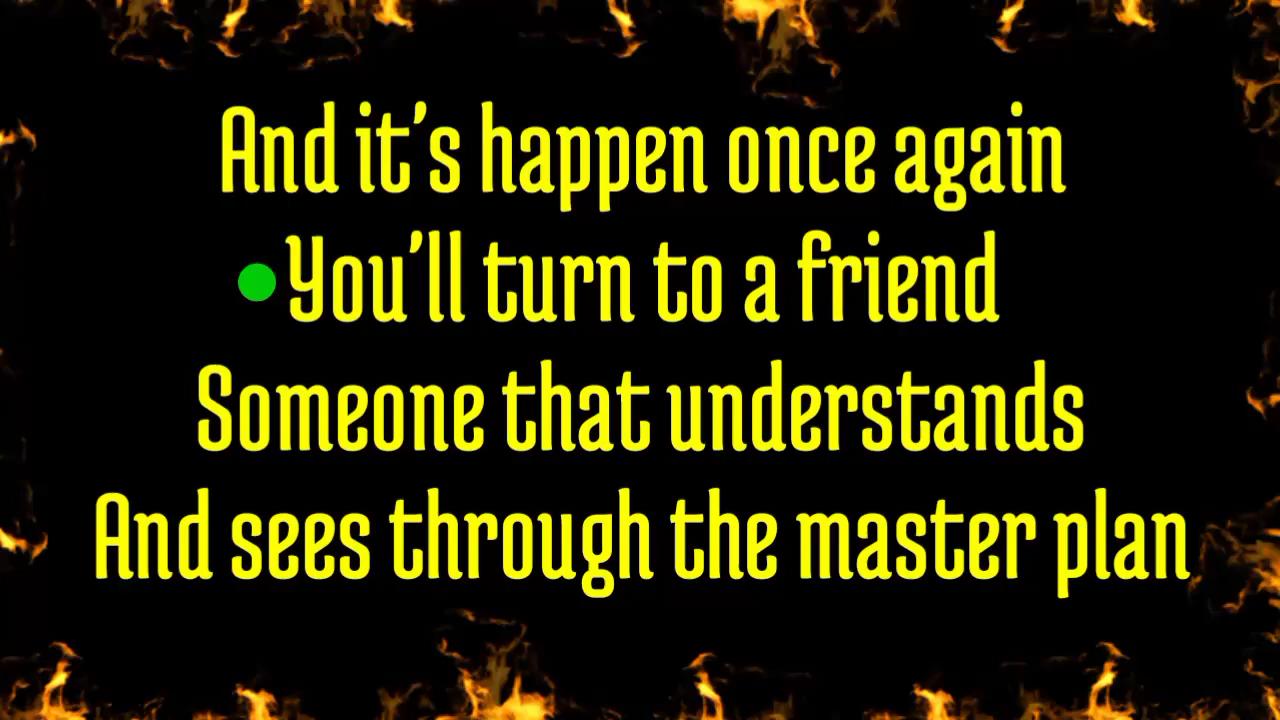 And it's happen once again
You'll turn to a friend
Someone that understands
And sees through the master plan